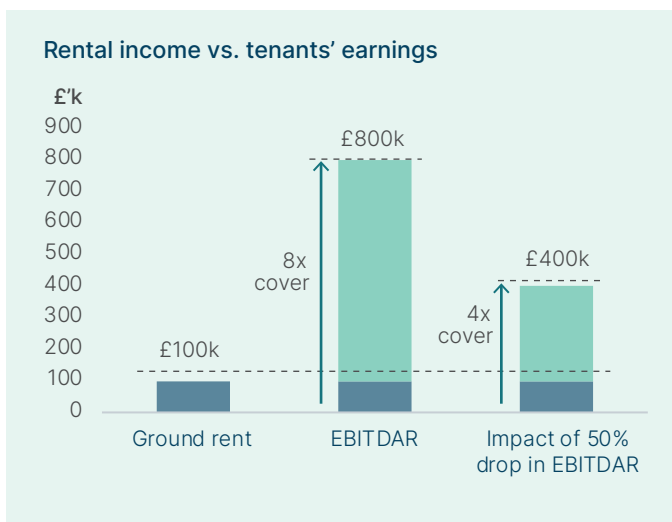 Rental income vs. tenants’ earnings
£’k
900
800
700
600
500
400
300
200
100
0
£100k
8x
cover
£800k
4x
cover
£400k
Ground rent
EBITDAR
Impact of 50%
drop in EBITDAR